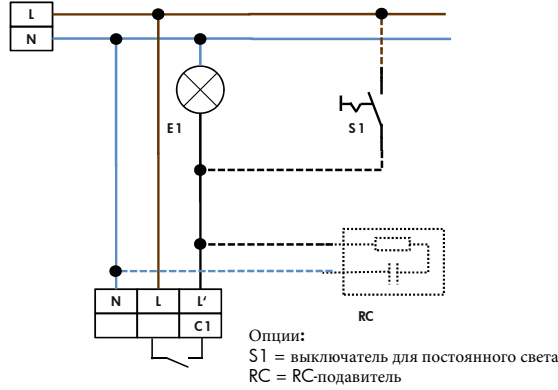 L
N
E1
S1
N L L'
C1
RC
Опции:
S1 = выключатель для постоянного света
RC = RC-подавитель